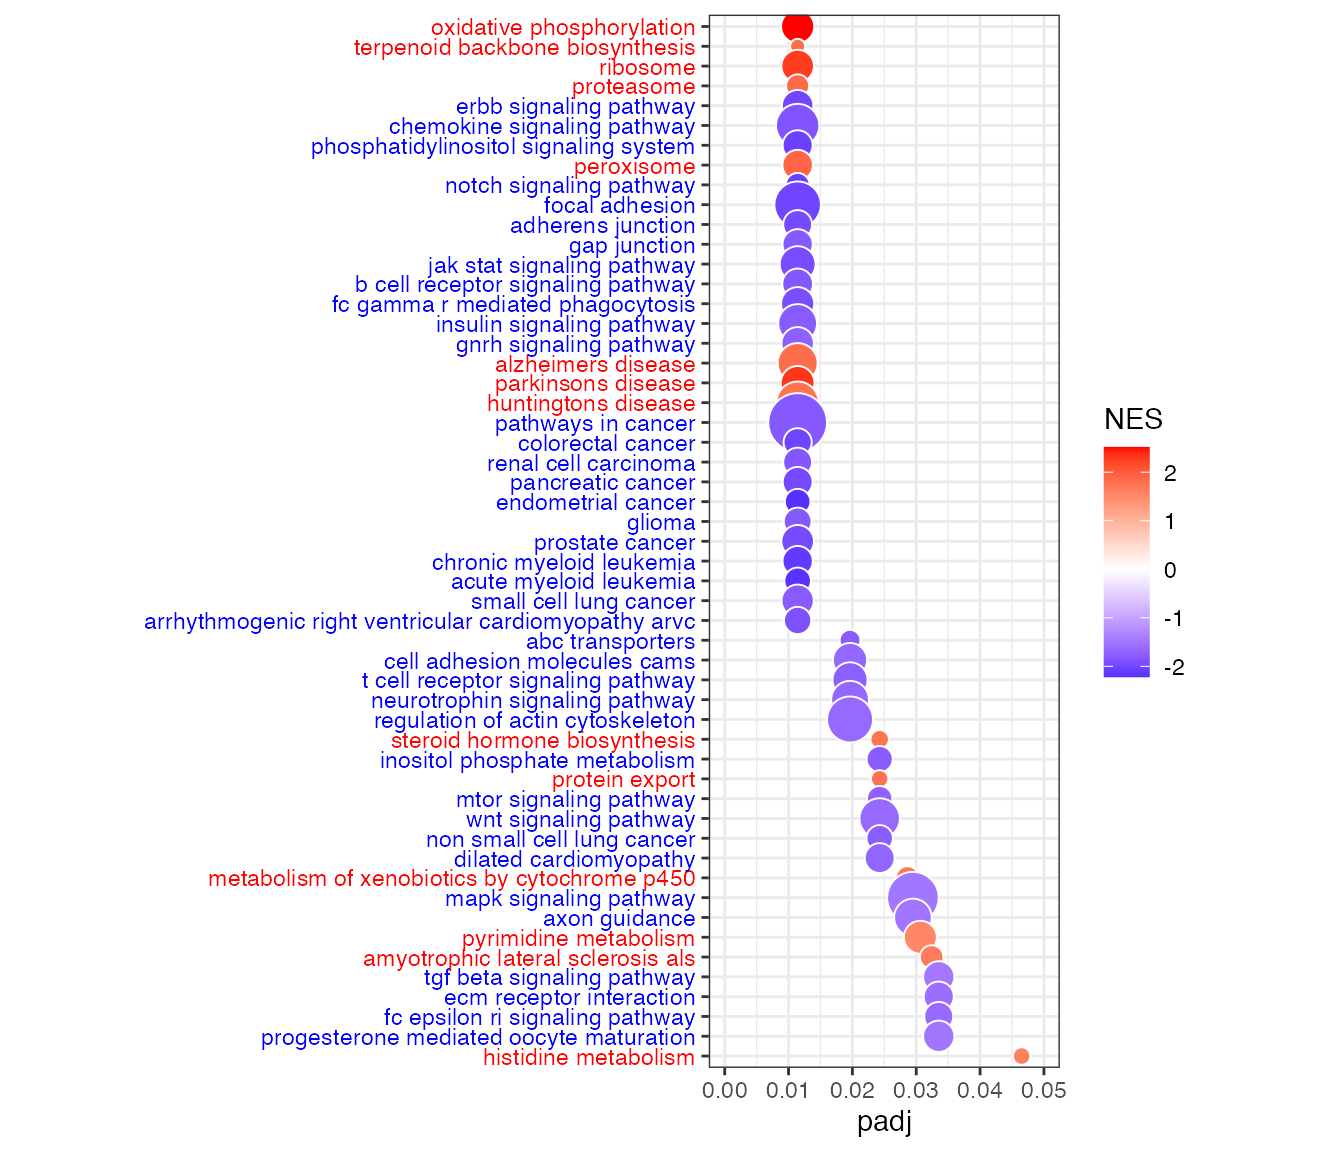 oxidative phosphorylation
terpenoid backbone biosynthesis
ribosome
proteasome
erbb signaling pathway
chemokine signaling pathway
phosphatidylinositol signaling system
peroxisome
notch signaling pathway
focal adhesion
adherens junction
gap junction
jak stat signaling pathway
b cell receptor signaling pathway
fc gamma r mediated phagocytosis
insulin signaling pathway
gnrh signaling pathway
alzheimers disease
parkinsons disease
huntingtons disease
pathways in cancer
colorectal cancer
renal cell carcinoma
pancreatic cancer
endometrial cancer
glioma
prostate cancer
chronic myeloid leukemia
acute myeloid leukemia
small cell lung cancer
arrhythmogenic right ventricular cardiomyopathy arvc
abc transporters
cell adhesion molecules cams
t cell receptor signaling pathway
neurotrophin signaling pathway
regulation of actin cytoskeleton
steroid hormone biosynthesis
inositol phosphate metabolism
protein export
mtor signaling pathway
wnt signaling pathway
non small cell lung cancer
dilated cardiomyopathy
metabolism of xenobiotics by cytochrome p450
mapk signaling pathway
axon guidance
pyrimidine metabolism
amyotrophic lateral sclerosis als
tgf beta signaling pathway
ecm receptor interaction
fc epsilon ri signaling pathway
progesterone mediated oocyte maturation
histidine metabolism
0.00 0.01 0.02 0.03 0.04 0.05
padj
NES
2
1
0
-1
-2